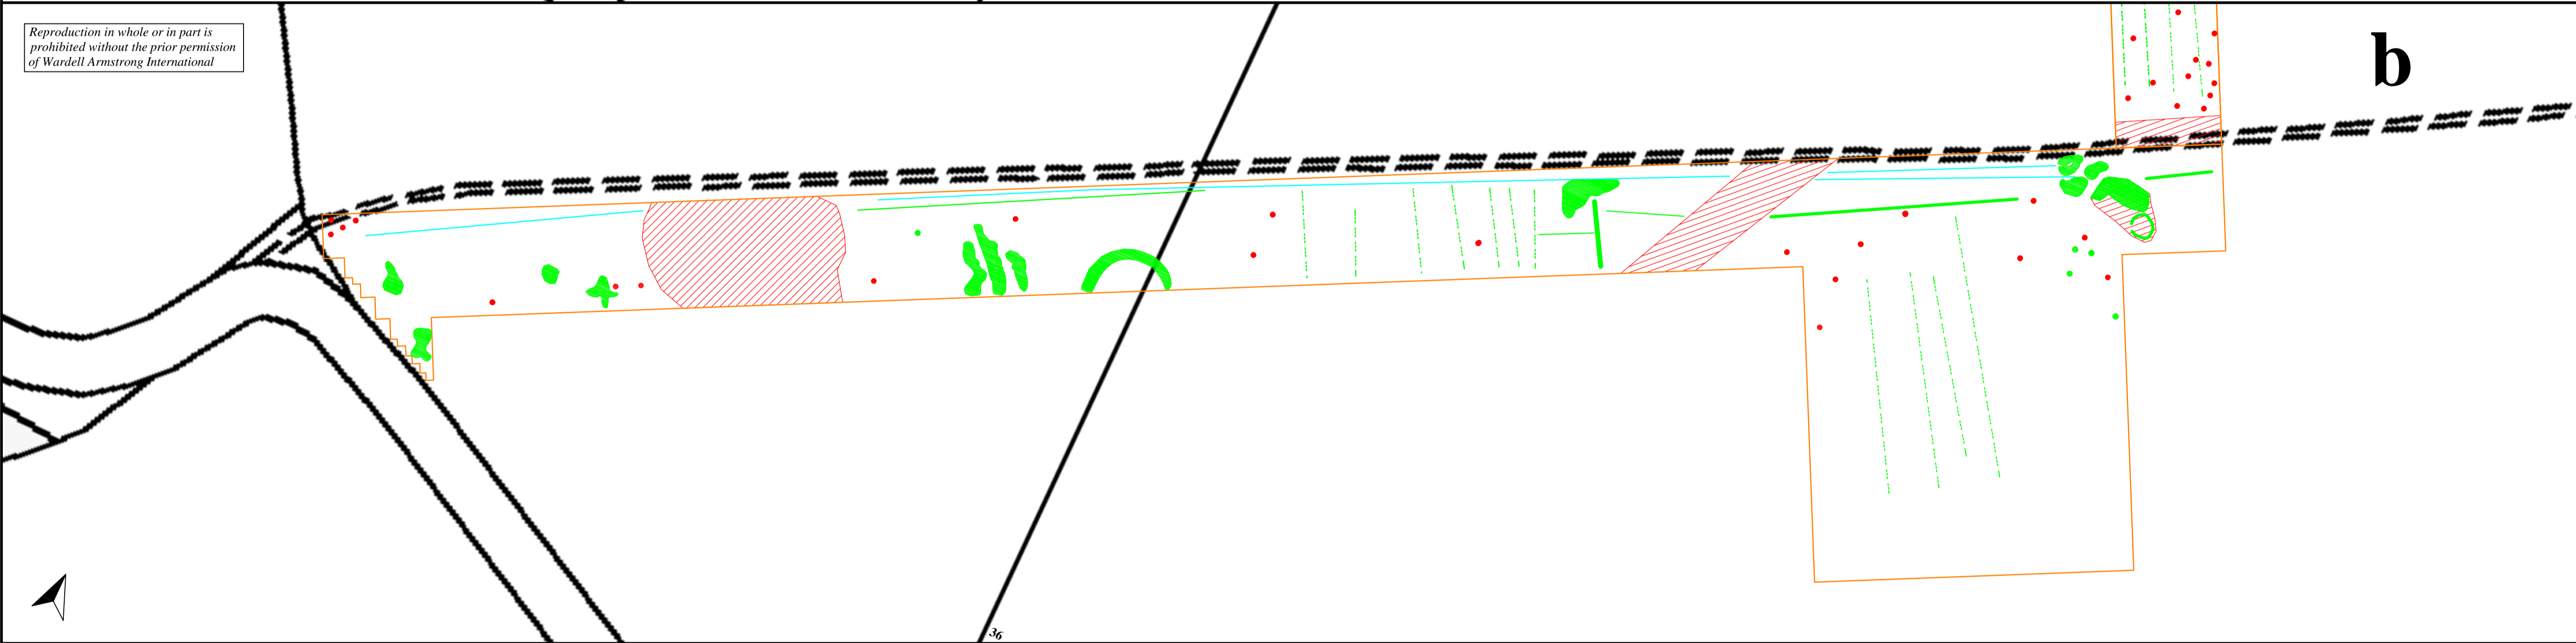 Reproduction in whole or in part is
prohibited without the prior permission
of Wardell Armstrong International
b
36